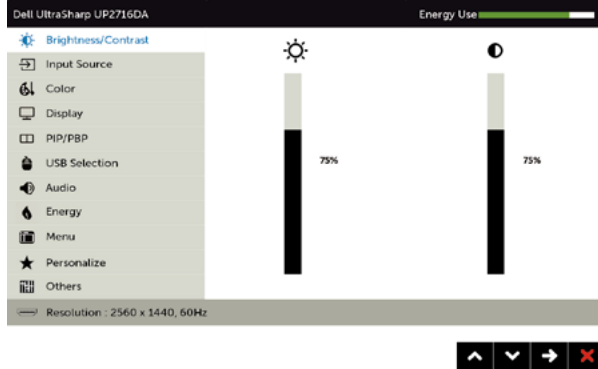 Dell UltraSharp UP2716DA
Energy Use
Brightness/Contrast
Input Source
Color
Display
PIP/PBP
USB Selection
75%
75%
Audio
Energy
Menu
Personalize
Others
Resolution : 2560 x 1440, 60Hz